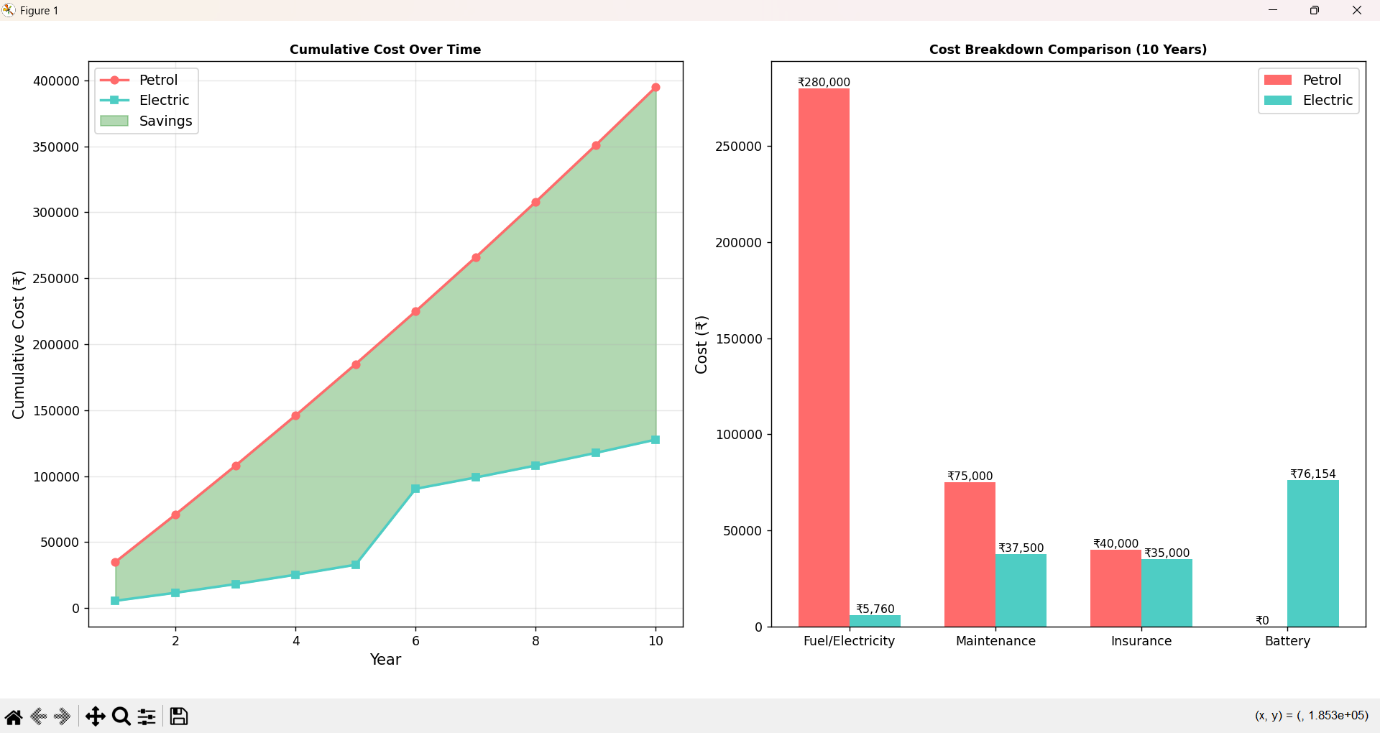 Figure 1
Cumulative Cost Over Time
Petrol
Electric
Savings
Cumulative Cost (₹)
400000
350000
300000
250000
200000
150000
100000
50000
0
2 4 6 8 10
Year
Cost Breakdown Comparison (10 Years)
Petrol
Electric
Cost (₹)
250000
200000
150000
100000
50000
0
₹280,000
₹5,760
₹75,000
₹37,500
₹40,000
₹35,000
₹0
₹76,154
Fuel/Electricity Maintenance Insurance Battery
(x, y) = (, 1.853e+05)